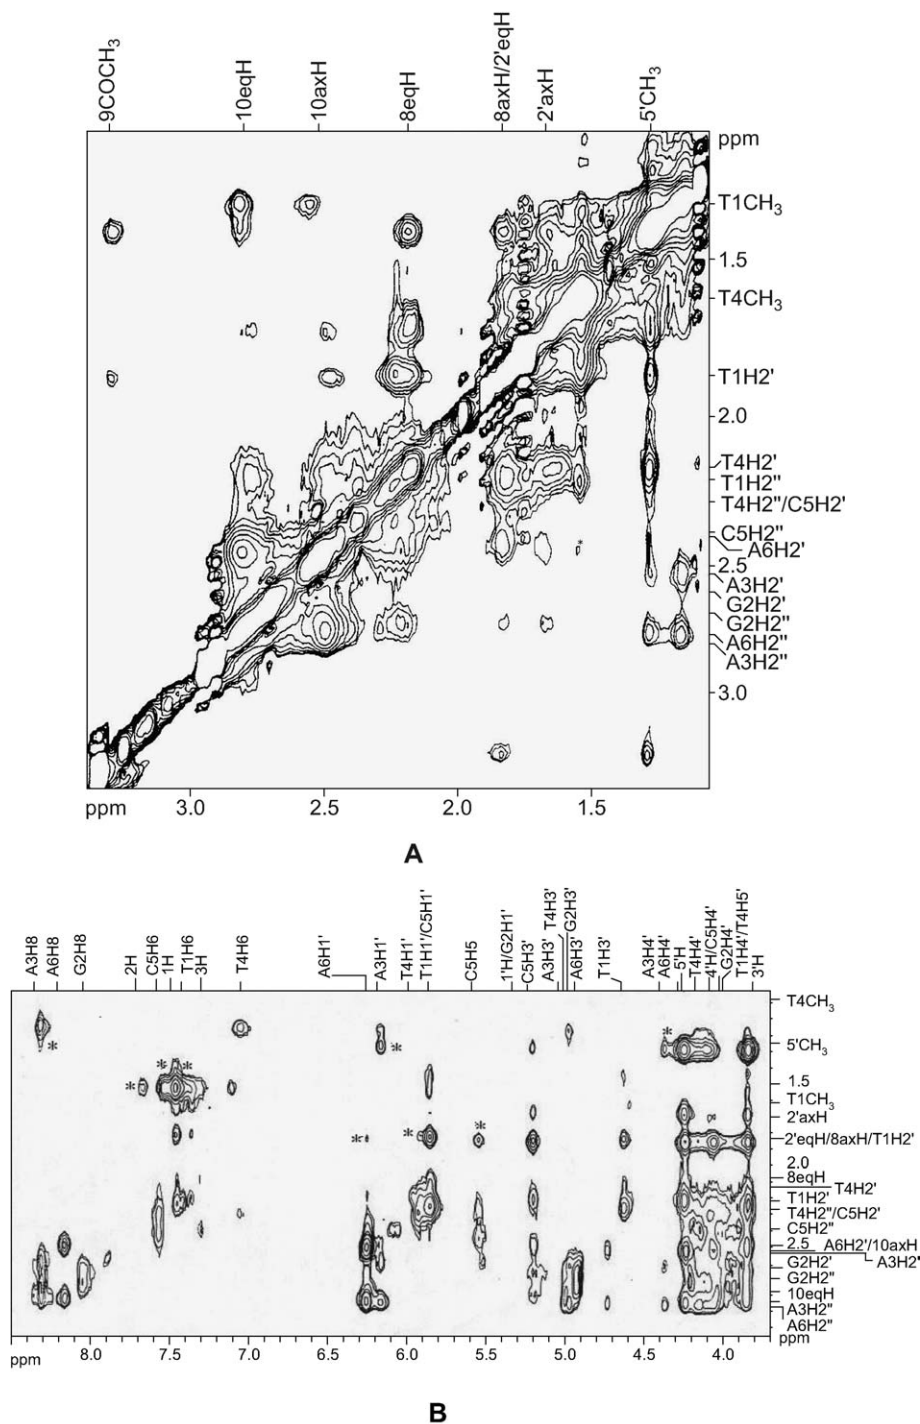 9COCH3
10eqH
10axH
8eqH
8axH/2'eqH
2'axH
5'CH3
ppm
T1CH3
1.5
T4CH3
T1H2'
2.0
T4H2'
T1H2"
T4H2"/C5H2'
C5H2"
A6H2'
2.5
A3H2'
G2H2'
G2H2"
A6H2"
A3H2"
3.0
ppm 3.0 2.5 2.0 1.5
A
A3H8
A6H8
G2H8
2H
C5H6
1H
T1H6
3H
T4H6
A6H1'
A3H1'
T4H1'
T1H1'/C5H1'
C5H5
1'H/G2H1'
C5H3'
A3H3'
T4H3'
G2H3'
A6H3'
T1H3'
A3H4'
A6H4'
5'H
T4H4'
4'H/C5H4'
G2H4'
T1H4'/T4H5'
3'H
T4CH3
5'CH3
1.5
T1CH3
2'axH
2'eqH/8axH/T1H2'
2.0
8eqH
T4H2'
T1H2'
T4H2"/C5H2'
C5H2"
2.5 A6H2'/10axH
A3H2'
G2H2'
G2H2"
10eqH
A3H2"
A6H2"
ppm
ppm 8.0 7.5 7.0 6.5 6.0 5.5 5.0 4.5 4.0
B